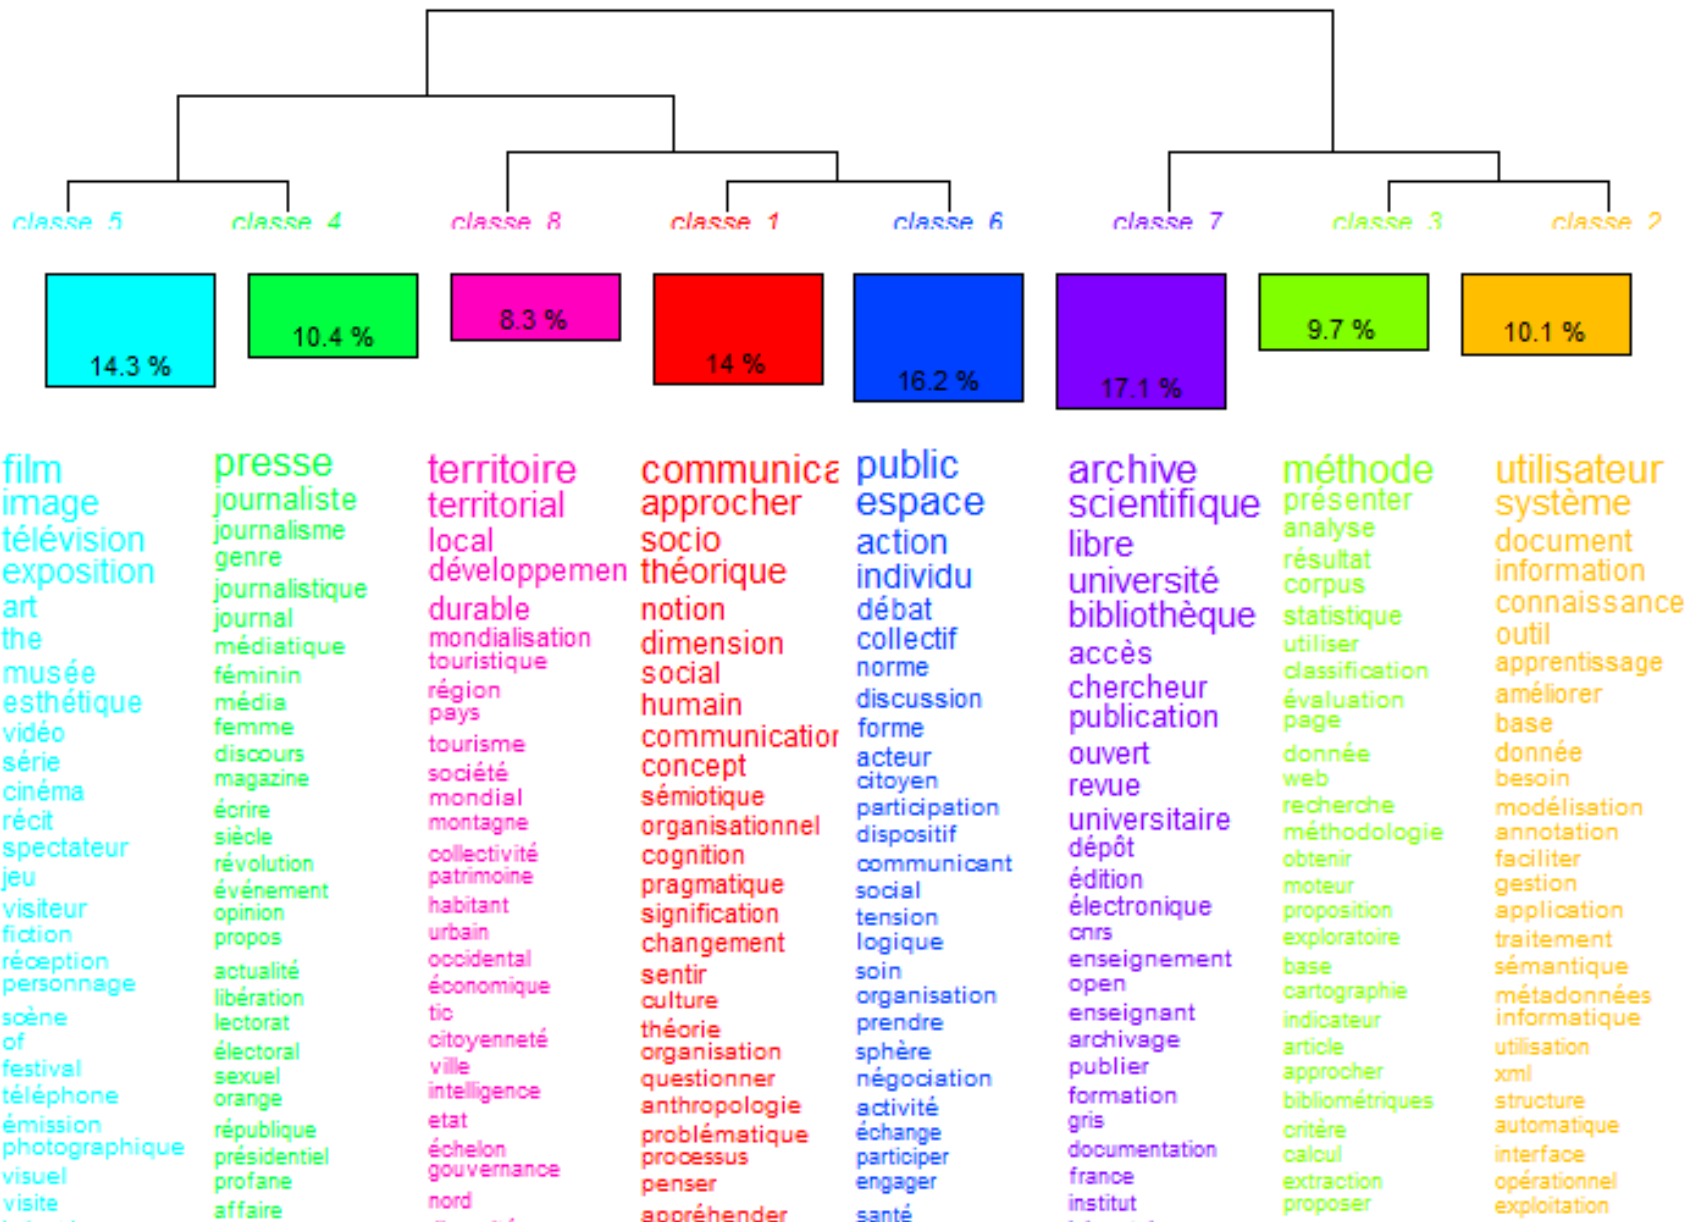 classe 5
classe 4
classe 8
classe 1
classe 6
classe 7
classe 3
classe 2
14.3 %
10.4 %
8.3 %
14 %
16.2 %
17.1 %
9.7 %
10.1 %
film
image
télévision
exposition
art
the
musée
esthétique
vidéo
série
cinéma
récit
spectateur
jeu
visiteur
fiction
réception
personnage
scène
of
festival
téléphone
émission
photographique
visuel
visite
presse
journaliste
journalisme
genre
journalistique
journal
médiatique
féminin
média
femme
discours
magazine
écrire
siècle
révolution
événement
opinion
propos
actualité
libération
lectorat
électoral
sexuel
orange
république
présidentiel
profane
affaire
territoire
territorial
local
développemen
durable
mondialisation
touristique
région
pays
tourisme
société
mondial
montagne
collectivité
patrimoine
habitant
urbain
occidental
économique
tic
citoyenneté
ville
intelligence
etat
échelon
gouvernance
nord
communica
approcher
socio
théorique
notion
dimension
social
humain
communication
concept
sémiotique
organisationnel
cognition
pragmatique
signification
changement
sentir
culture
théorie
organisation
questionner
anthropologie
problématique
processus
penser
appréhender
public
espace
action
individu
débat
collectif
norme
discussion
forme
acteur
citoyen
participation
dispositif
communicant
social
tension
logique
soin
organisation
prendre
sphère
négociation
activité
échange
participer
engager
santé
archive
scientifique
libre
université
bibliothèque
accès
chercheur
publication
ouvert
revue
universitaire
dépôt
édition
électronique
cnrs
enseignement
open
enseignant
archivage
publier
formation
gris
documentation
france
institut
méthode
présenter
analyse
résultat
corpus
statistique
utiliser
classification
évaluation
page
donnée
web
recherche
méthodologie
obtenir
moteur
proposition
exploratoire
base
cartographie
indicateur
article
approcher
bibliométriques
critère
calcul
extraction
proposer
utilisateur
système
document
information
connaissance
outil
apprentissage
améliorer
base
donnée
besoin
modélisation
annotation
faciliter
gestion
application
traitement
sémantique
métadonnées
informatique
utilisation
xml
structure
automatique
interface
opérationnel
exploitation